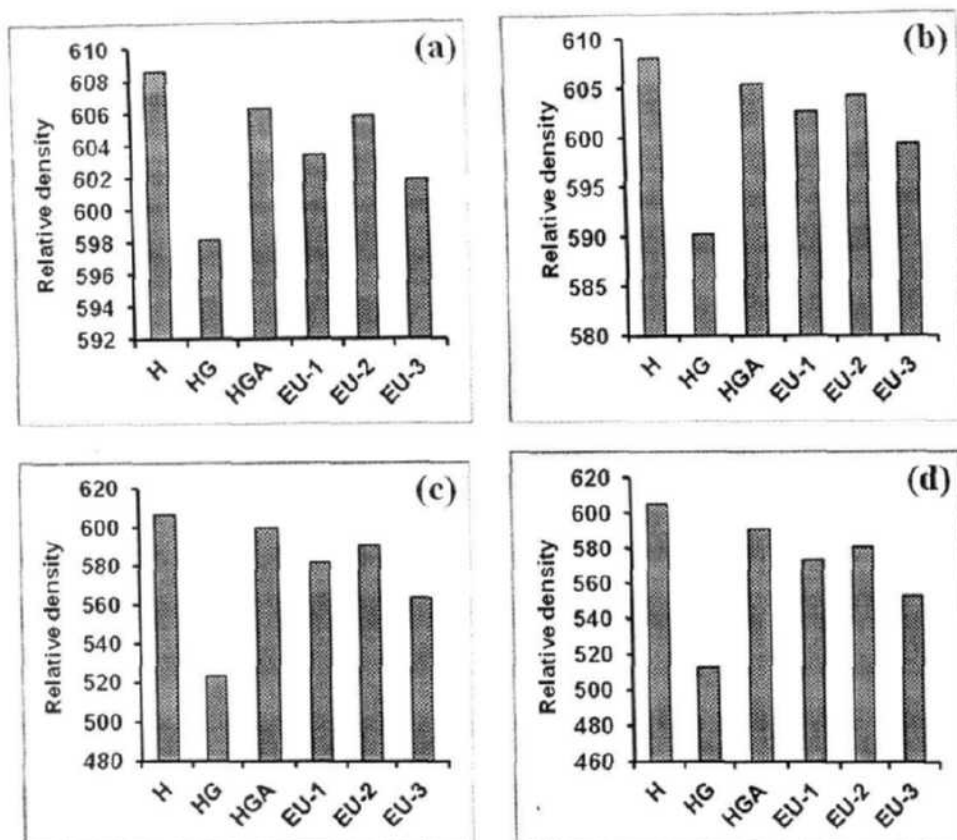 (a)
Relative density
610
608
606
604
602
600
598
596
594
592
H HG HGA EU-1 EU-2 EU-3
(b)
Relative density
610
605
600
595
590
585
580
H HG HGA EU-1 EU-2 EU-3
(c)
Relative density
620
600
580
560
540
520
500
480
H HG HGA EU-1 EU-2 EU-3
(d)
Relative density
620
600
580
560
540
520
500
480
460
H HG HGA EU-1 EU-2 EU-3